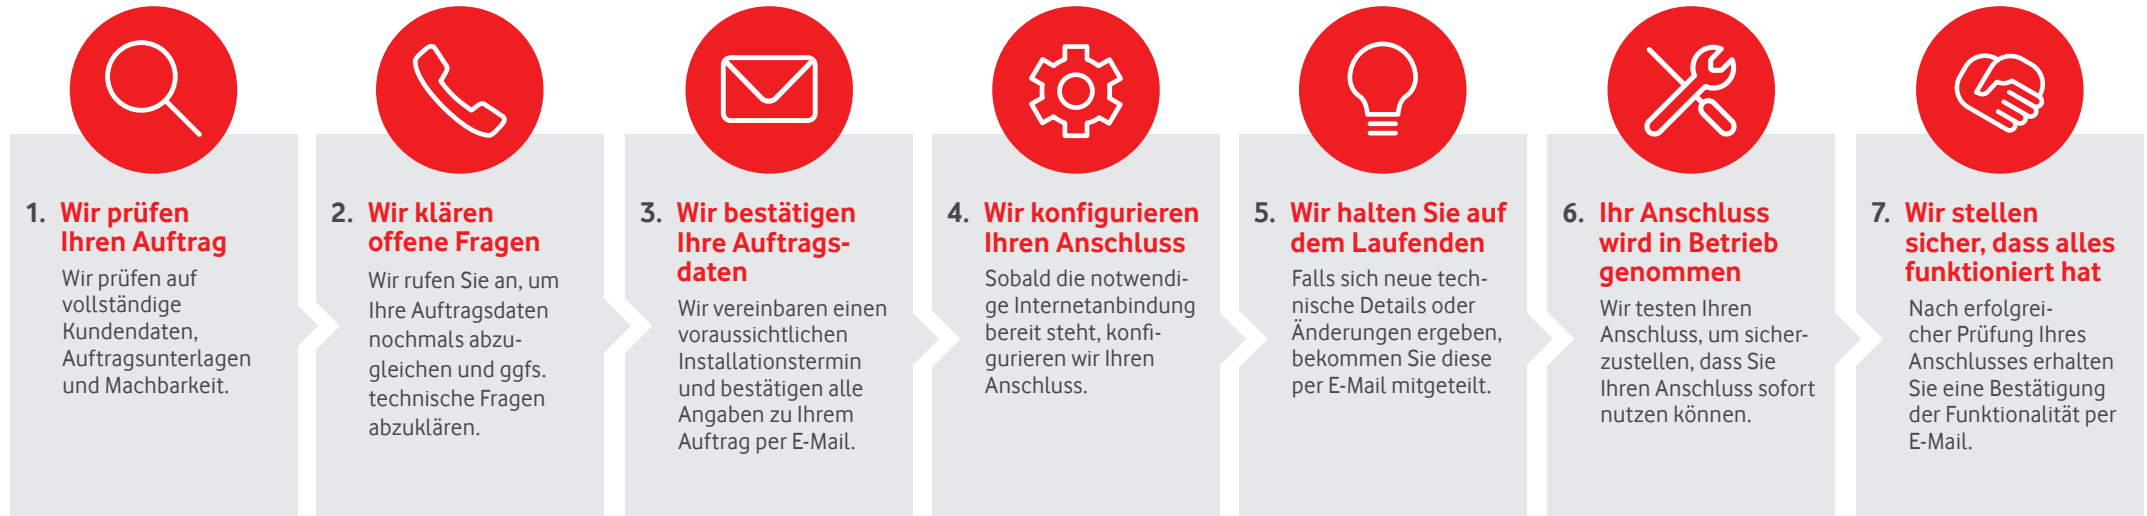 1. Wir prüfen
Ihren Auftrag
Wir prüfen auf
vollständige
Kundendaten,
Auftragsunterlagen
und Machbarkeit.
2. Wir klären
offene Fragen
Wir rufen Sie an, um
Ihre Auftragsdaten
nochmals abzu-
gleichen und ggfs.
technische Fragen
abzuklären.
3. Wir bestätigen
Ihre Auftrags-
daten
Wir vereinbaren einen
voraussichtlichen
Installationstermin
und bestätigen alle
Angaben zu Ihrem
Auftrag per E-Mail.
4. Wir konfigurieren
Ihren Anschluss
Sobald die notwendi-
ge Internetanbindung
bereit steht, konfi-
gurieren wir Ihren
Anschluss.
5. Wir halten Sie auf
dem Laufenden
Falls sich neue tech-
nische Details oder
Änderungen ergeben,
bekommen Sie diese
per E-Mail mitgeteilt.
6. Ihr Anschluss
wird in Betrieb
genommen
Wir testen Ihren
Anschluss, um sicher-
zustellen, dass Sie
Ihren Anschluss sofort
nutzen können.
7. Wir stellen
sicher, dass alles
funktioniert hat
Nach erfolgrei-
cher Prüfung Ihres
Anschlusses erhalten
Sie eine Bestätigung
der Funktionalität per
E-Mail.